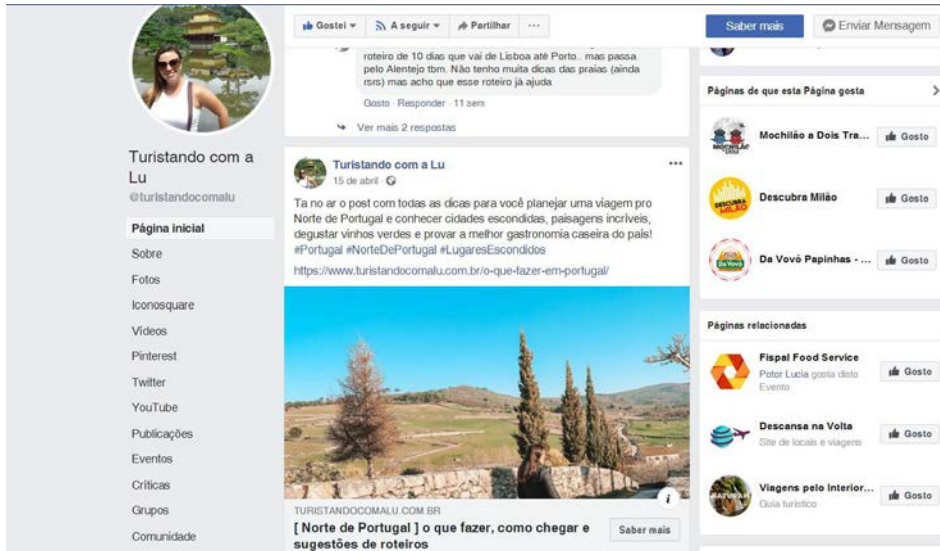 Gostei
A seguir
Partilhar
Saber mais
Enviar Mensagem
roteiro de 10 dias que vai de Lisboa até Porto.. mas passa
pelo Alentejo tbm. Não tenho muita dicas das praias (ainda
rsrs) mas acho que esse roteiro já ajuda
Gosto · Responder · 11 sem
Ver mais 2 respostas
Turistando com a
Lu
@turistandocomalu
Página inicial
Sobre
Fotos
Iconosquare
Vídeos
Pinterest
Twitter
YouTube
Publicações
Eventos
Críticas
Grupos
Comunidade
Turistando com a Lu
15 de abril ·
Ta no ar o post com todas as dicas para você planejar uma viagem pro
Norte de Portugal e conhecer cidades escondidas, paisagens incríveis,
degustar vinhos verdes e provar a melhor gastronomia caseira do país!
#Portugal #NorteDePortugal #LugaresEscondidos
https://www.turistandocomalu.com.br/o-que-fazer-em-portugal/
TURISTANDOCOMALU.COM.BR
[ Norte de Portugal ] o que fazer, como chegar e
sugestões de roteiros
Saber mais
Páginas de que esta Página gosta
Mochilão a Dois Tra...
Gosto
Descubra Milão
Gosto
Da Vovó Papinhas - ...
Gosto
Páginas relacionadas
Fispal Food Service
Potor Lucia gosta disto
Evento
Gosto
Descansa na Volta
Site de locais e viagens
Gosto
Viagens pelo Interior...
Guia turístico
Gosto